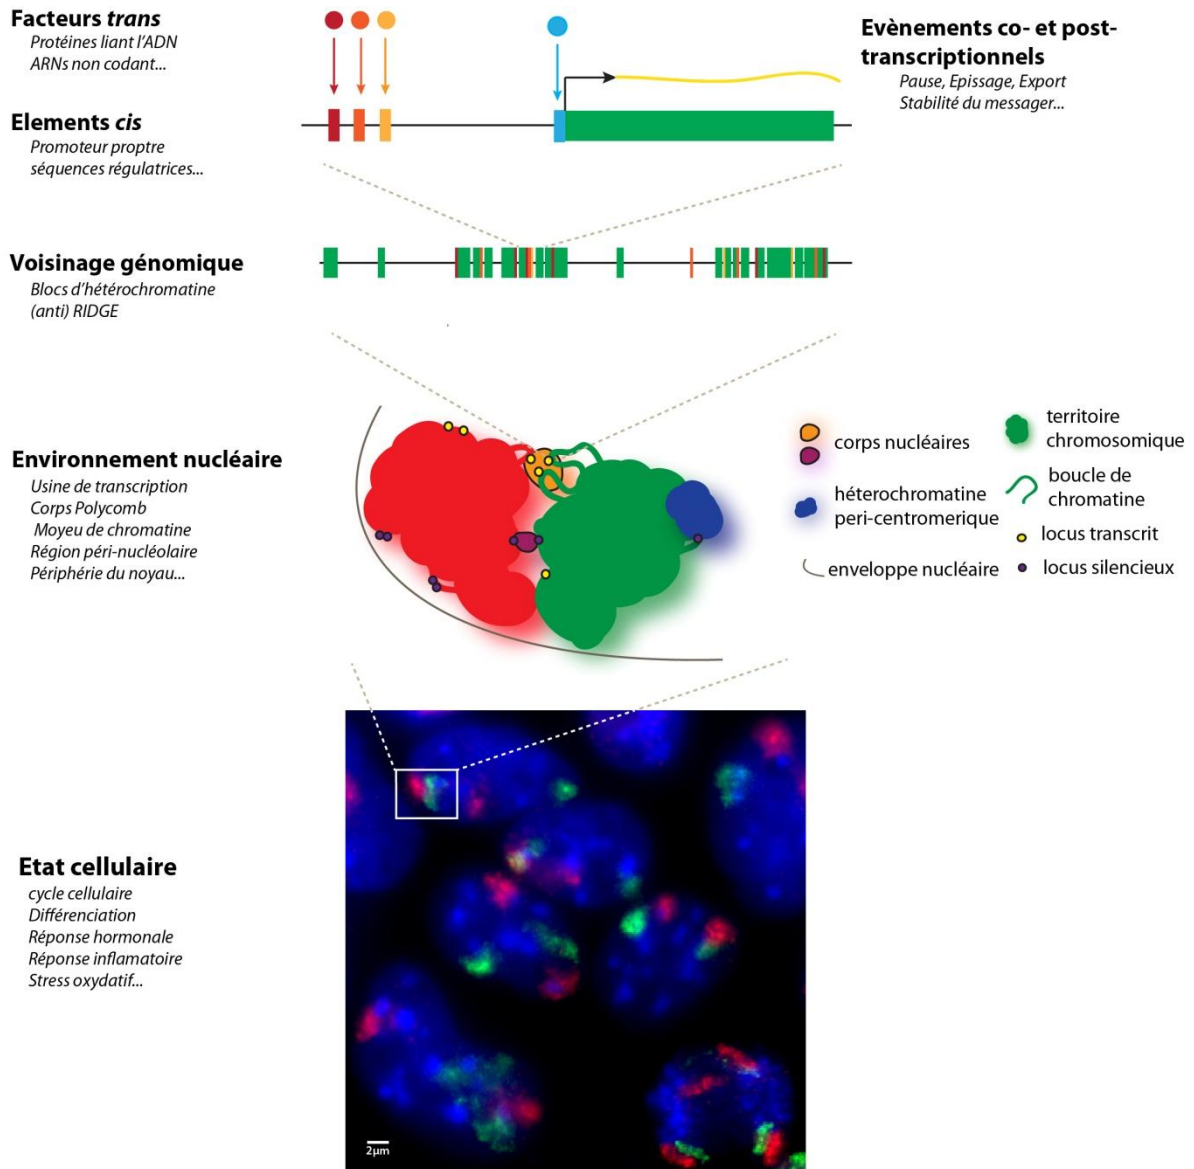 Facteurs trans
Protéines liant l'ADN
ARNs non codant...
Evènements co- et post-
transcriptionnels
Pause, Epissage, Export
Stabilité du messager...
Elements cis
Promoteur proptre
séquences régulatrices...
Voisinage génomique
Blocs d'hétérochromatine
(anti) RIDGE
Environnement nucléaire
Usine de transcription
Corps Polycomb
Moyeu de chromatine
Région péri-nucléolaire
Périphérie du noyau...
corps nucléaires
hétérochromatine
peri-centromerique
enveloppe nucléaire
territoire
chromosomique
boucle de
chromatine
locus transcrit
locus silencieux
Etat cellulaire
cycle cellulaire
Différenciation
Réponse hormonale
Réponse inflamatoire
Stress oxydatif...
2µm